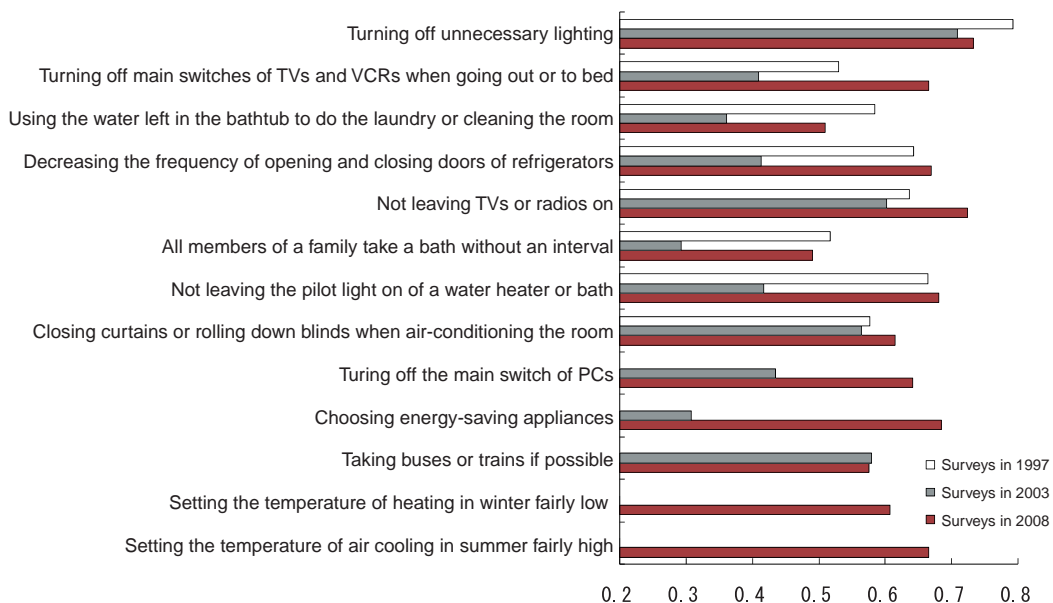 Turning off unnecessary lighting
Turning off main switches of TVs and VCRs when going out or to bed
Using the water left in the bathtub to do the laundry or cleaning the room
Decreasing the frequency of opening and closing doors of refrigerators
Not leaving TVs or radios on
All members of a family take a bath without an interval
Not leaving the pilot light on of a water heater or bath
Closing curtains or rolling down blinds when air-conditioning the room
Turing off the main switch of PCs
Choosing energy-saving appliances
Taking buses or trains if possible
Setting the temperature of heating in winter fairly low
Setting the temperature of air cooling in summer fairly high
Surveys in 1997
Surveys in 2003
Surveys in 2008
0.2 0.3 0.4 0.5 0.6 0.7 0.8